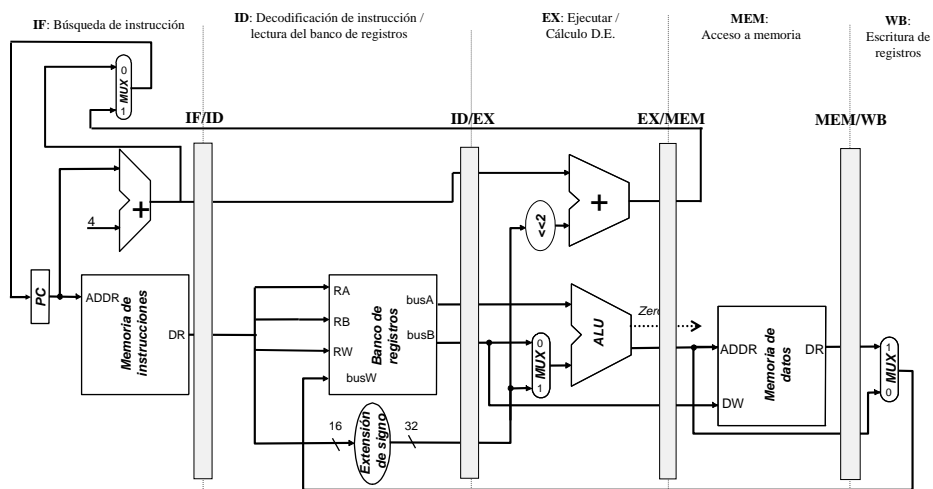 IF: Búsqueda de instrucción
ID: Decodificación de instrucción /
lectura del banco de registros
EX: Ejecutar /
Cálculo D.E.
MEM:
Acceso a memoria
WB:
Escritura de
registros
0
MUX
1
IF/ID
ID/EX
EX/MEM
MEM/WB
+
4
<<2
+
PC
ADDR
Memoria de
instrucciones
DR
RA
RB
RW
busW
Banco de
registros
busA
busB
0
MUX
1
ALU
Zero
ADDR
DW
Memoria de
datos
DR
1
MUX
0
16
Extensión
de signo
32